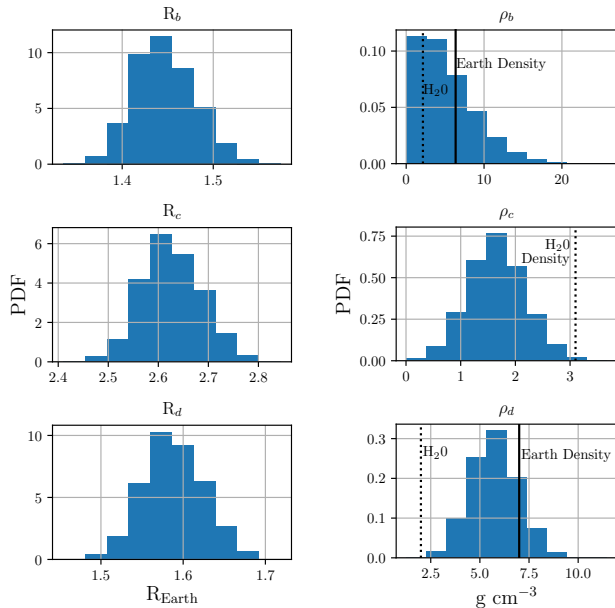 R_b
10
5
0
1.4
1.5
ρ_b
0.10
0.05
0.00
Earth Density
H₂0
0
10
20
R_c
PDF
6
4
2
0
2.4
2.5
2.6
2.7
2.8
ρ_c
PDF
0.75
0.50
0.25
0.00
H₂0
Density
0
1
2
3
R_d
10
5
0
1.5
1.6
1.7
R_Earth
ρ_d
0.3
0.2
0.1
0.0
H₂0
Earth Density
2.5
5.0
7.5
10.0
g cm⁻³